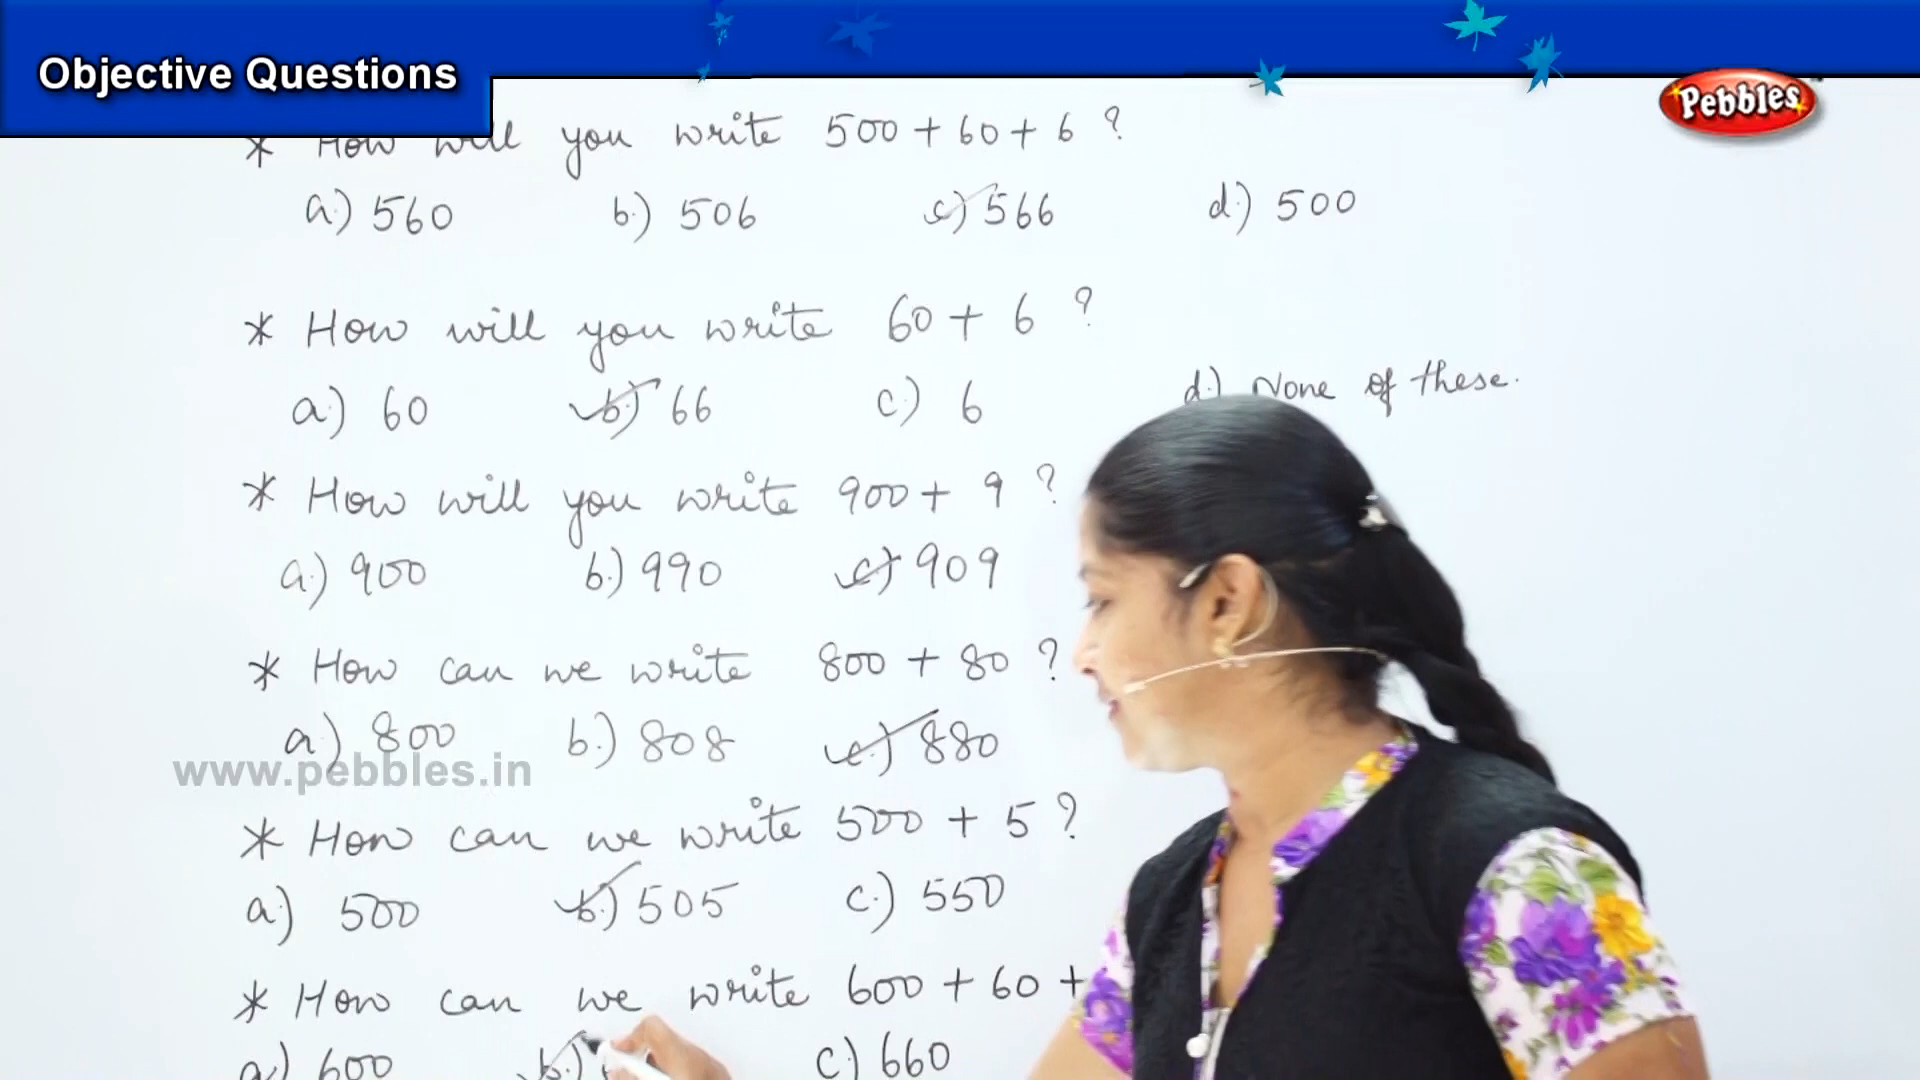 Objective Questions
Pebbles
* How will you write 500 + 60 + 6 ?
a.) 560 b.) 506 c.) 566 d.) 500
* How will you write 60 + 6 ?
a.) 60 b.) 66 c.) 6 d.) None of these.
* How will you write 900 + 9 ?
a.) 900 b.) 990 c.) 909
* How can we write 800 + 80 ?
a.) 800 b.) 808 c.) 880
www.pebbles.in
* How can we write 500 + 5 ?
a.) 500 b.) 505 c.) 550
* How can we write 600 + 60 +
a.) 600 b.) c.) 660